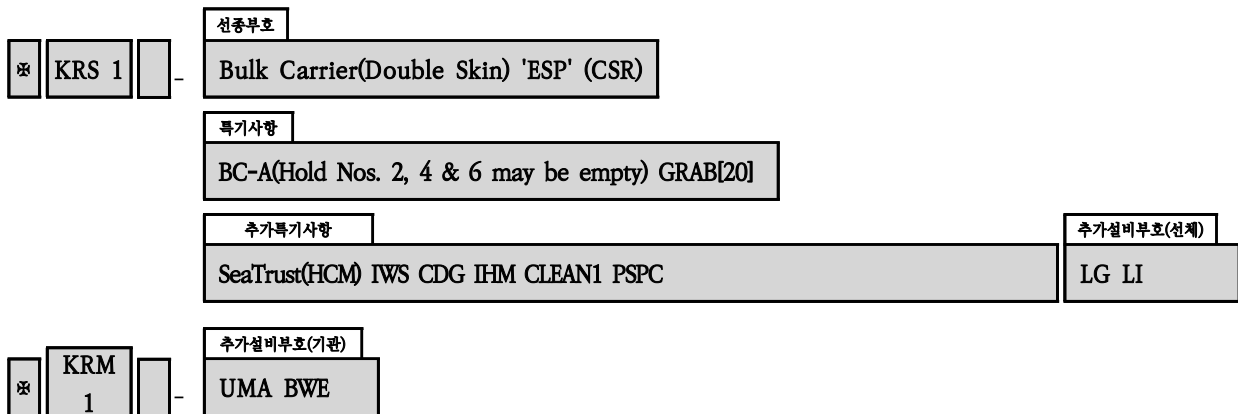 선종부호
✠ KRS 1 - Bulk Carrier(Double Skin) 'ESP' (CSR)
특기사항
BC-A(Hold Nos. 2, 4 & 6 may be empty) GRAB[20]
추가특기사항 추가설비부호(선체)
SeaTrust(HCM) IWS CDG IHM CLEAN1 PSPC LG LI
추가설비부호(기관)
✠ KRM 1 - UMA BWE